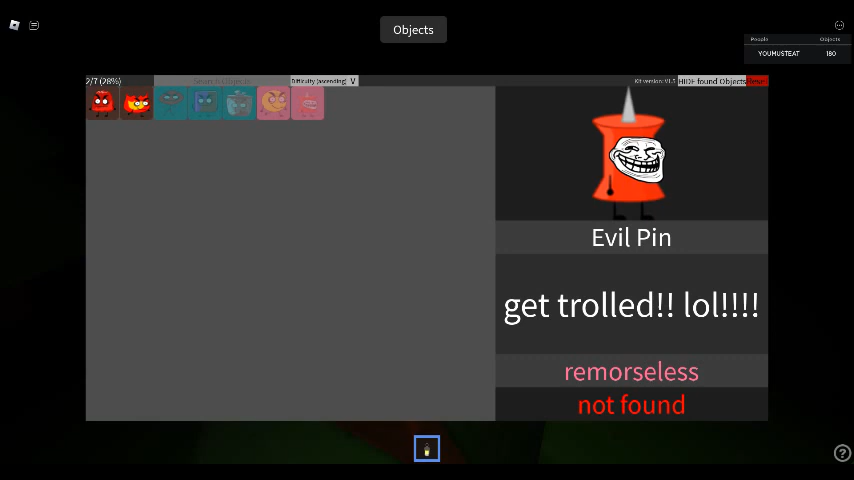 Objects
People Objects
YOUMUSTEAT 180
2/7 (28%)
Difficulty (ascending) V
Kit version: V1.5
HIDE found Objects
Evil Pin
get trolled!! lol!!!!
remorseless
not found
?